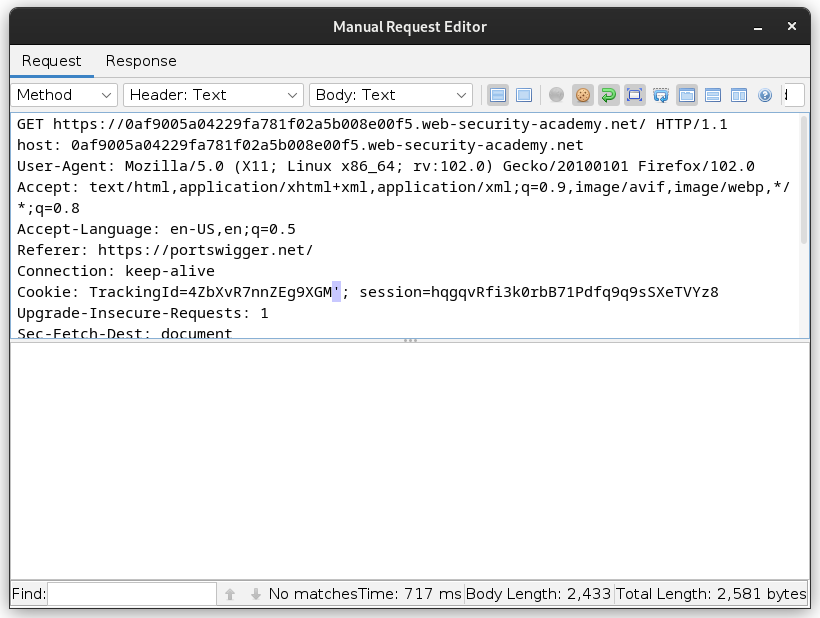 Manual Request Editor
Request Response
Method Header: Text Body: Text
GET https://0af9005a04229fa781f02a5b008e00f5.web-security-academy.net/ HTTP/1.1
host: 0af9005a04229fa781f02a5b008e00f5.web-security-academy.net
User-Agent: Mozilla/5.0 (X11; Linux x86_64; rv:102.0) Gecko/20100101 Firefox/102.0
Accept: text/html,application/xhtml+xml,application/xml;q=0.9,image/avif,image/webp,*/
*;q=0.8
Accept-Language: en-US,en;q=0.5
Referer: https://portswigger.net/
Connection: keep-alive
Cookie: TrackingId=4ZbXvR7nnZEg9XGM'; session=hqgqvRfi3k0rbB71Pdfq9q9sSXeTVYz8
Upgrade-Insecure-Requests: 1
Sec-Fetch-Dest: document
Find: No matches Time: 717 ms Body Length: 2,433 Total Length: 2,581 bytes